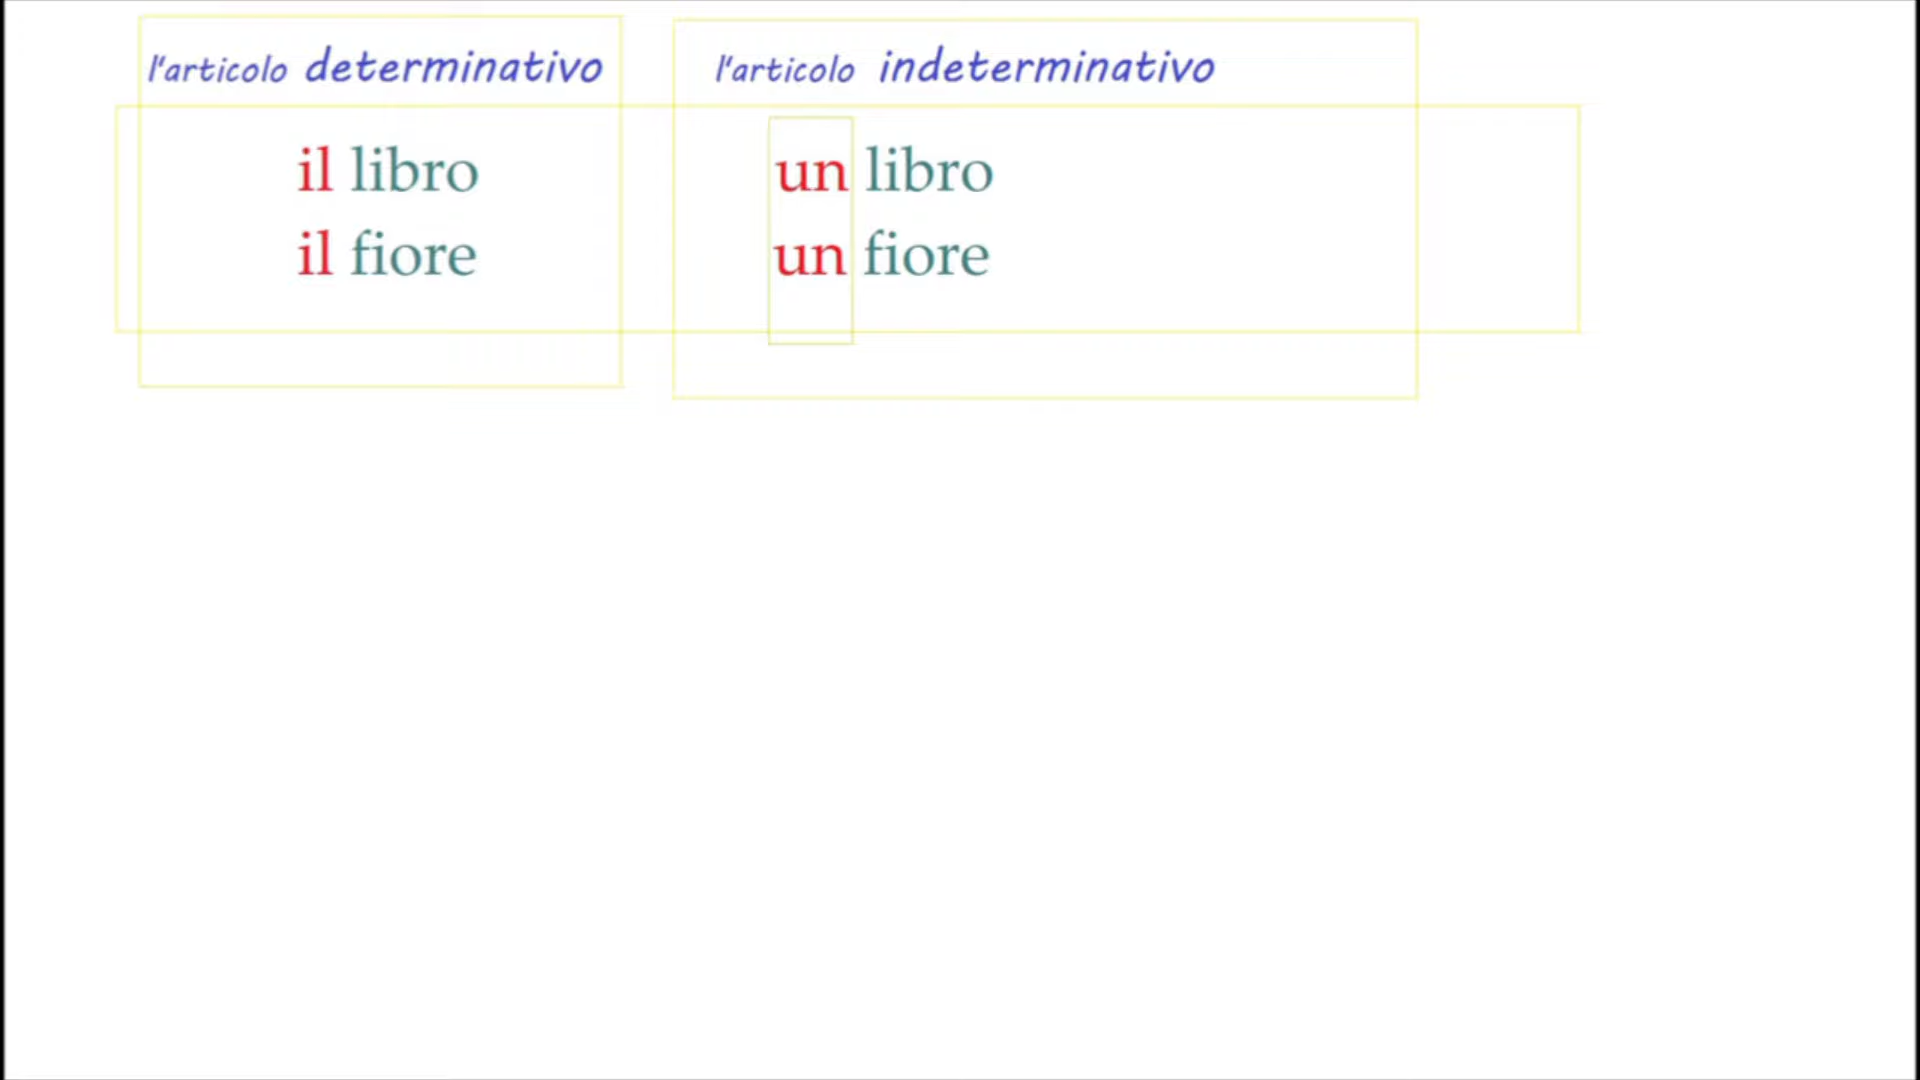 l'articolo determinativo
l'articolo indeterminativo
il libro
un libro
il fiore
un fiore